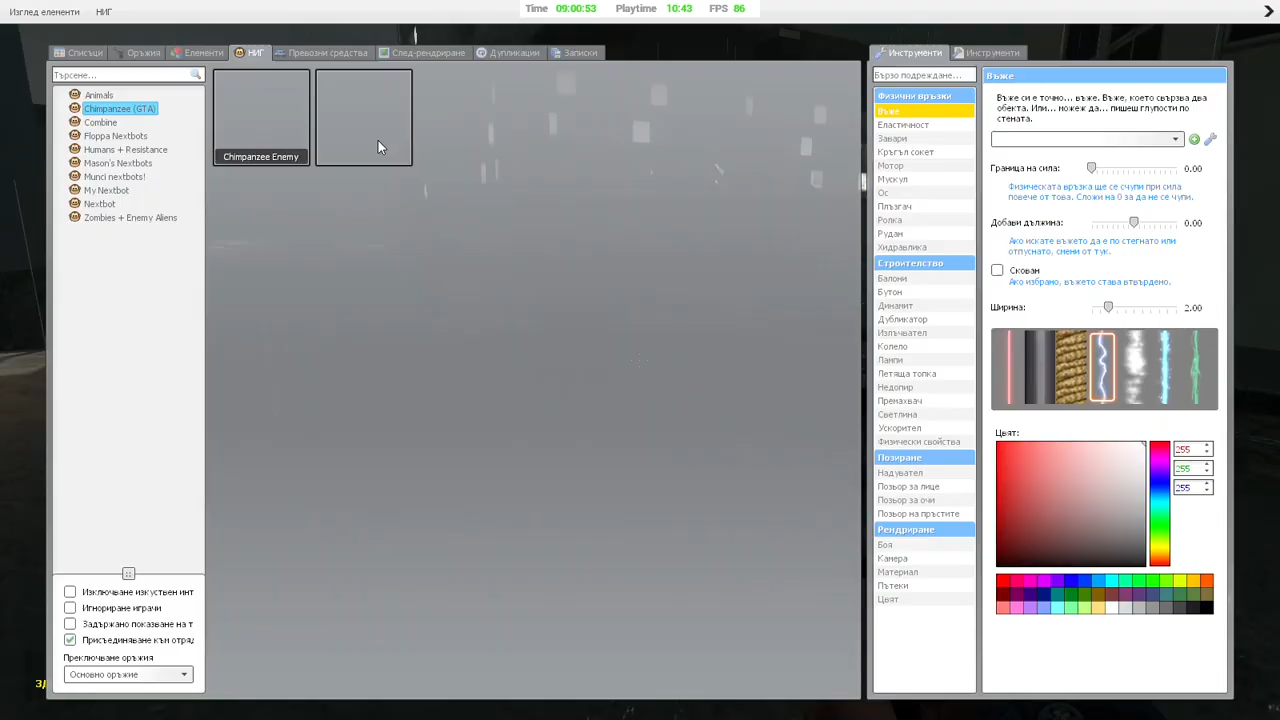 Изглед елементи НИГ
Time 09:00:53 Playtime 10:43 FPS 86
Списъци Оръжия Елементи НИГ Превозни средства След-рендиране Дупликации Записки
Търсене...
Animals
Chimpanzee (GTA)
Combine
Floppa Nextbots
Humans + Resistance
Mason's Nextbots
Munci nextbots!
My Nextbot
Nextbot
Zombies + Enemy Aliens
Chimpanzee Enemy
Изключване изкуствен инт
Игнориране играчи
Задържано показване на т
Присъединяване към отряд
Преключване оръжия
Основно оръжие
Инструменти Инструменти
Бързо подреждане...
Физични връзки
Въже
Еластичност
Завари
Кръгъл сокет
Мотор
Мускул
Ос
Плъзгач
Ролка
Рудан
Хидравлика
Строителство
Балони
Бутон
Динамит
Дубликатор
Излъчвател
Колело
Лампи
Летяща топка
Недопир
Премахвач
Светлина
Ускорител
Физически свойства
Позиране
Надувател
Позьор за лице
Позьор за очи
Позьор на пръстите
Рендриране
Боя
Камера
Материал
Пътеки
Цвят
Въже
Въже си е точно... въже. Въже, което свързва два
обекта. Или... можеж да... пишеш глупости по
стената.
Граница на сила: 0.00
Физическата връзка ще се счупи при сила
повече от това. Сложи на 0 за да не се чупи.
Добави дължина: 0.00
Ако искате въжето да е по стегнато или
отпуснато, смени от тук.
Скован
Ако избрано, въжето става втвърдено.
Ширина: 2.00
Цвят:
255
255
255